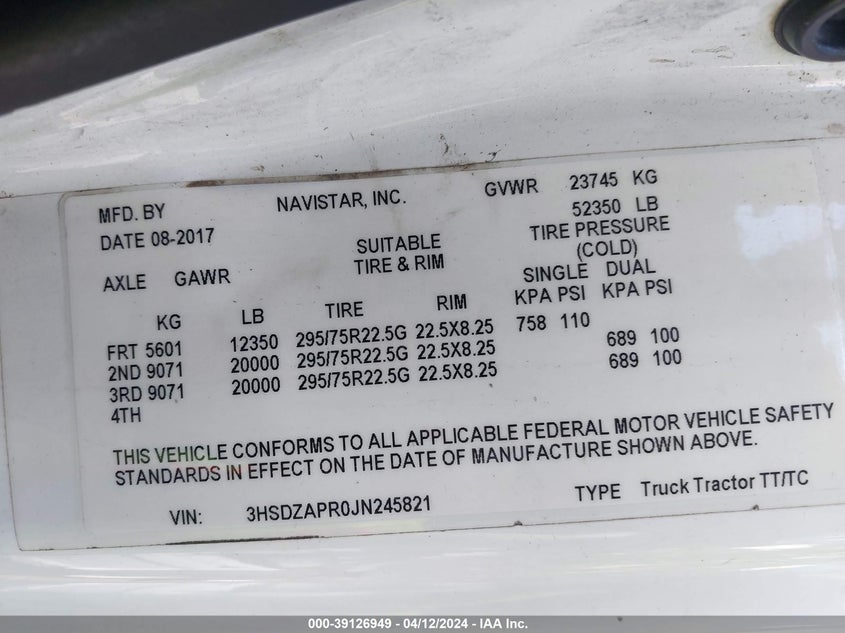 MFD. BY NAVISTAR, INC. GVWR 23745 KG
52350 LB
DATE 08-2017 SUITABLE TIRE PRESSURE
TIRE & RIM (COLD)
AXLE GAWR SINGLE DUAL
KG LB TIRE RIM KPA PSI KPA PSI
FRT 5601 12350 295/75R22.5G 22.5X8.25 758 110
2ND 9071 20000 295/75R22.5G 22.5X8.25 689 100
3RD 9071 20000 295/75R22.5G 22.5X8.25 689 100
4TH
THIS VEHICLE CONFORMS TO ALL APPLICABLE FEDERAL MOTOR VEHICLE SAFETY
STANDARDS IN EFFECT ON THE DATE OF MANUFACTURE SHOWN ABOVE.
VIN: 3HSDZAPR0JN245821 TYPE Truck Tractor TT/TC
000-39126949 - 04/12/2024 - IAA Inc.